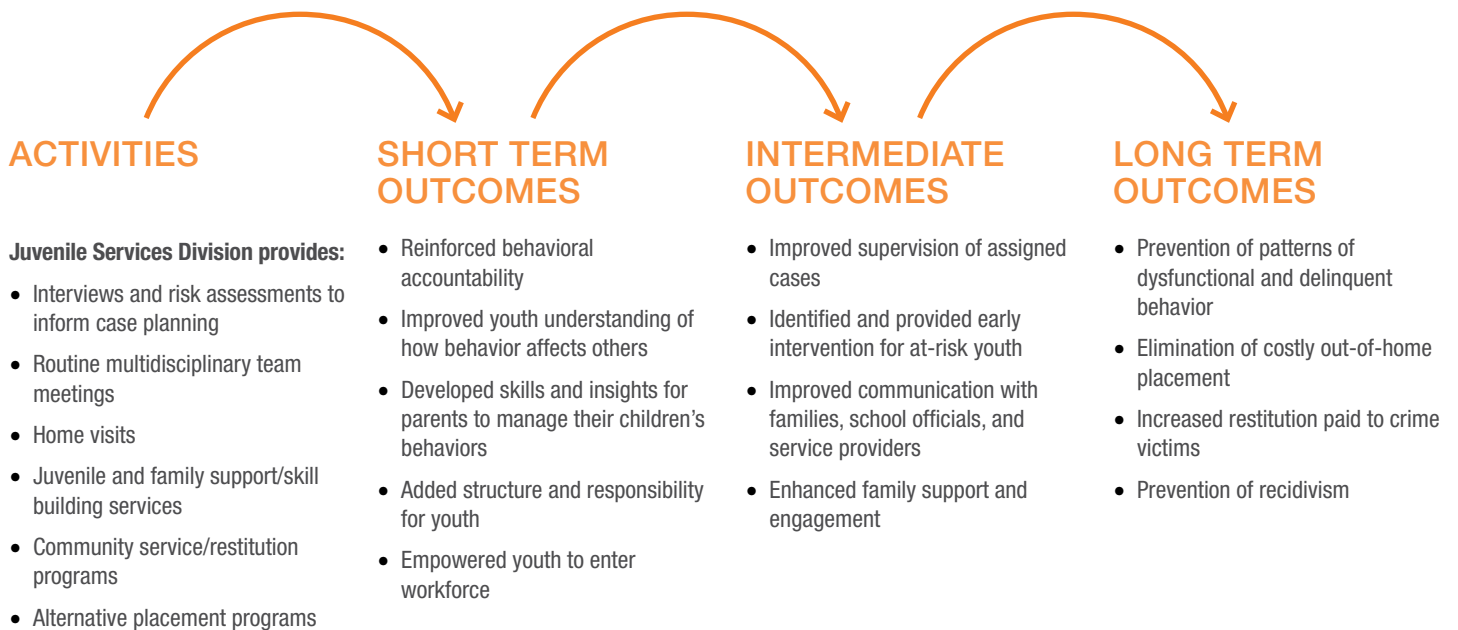 ACTIVITIES
Juvenile Services Division provides:
• Interviews and risk assessments to
inform case planning
• Routine multidisciplinary team
meetings
• Home visits
• Juvenile and family support/skill
building services
• Community service/restitution
programs
• Alternative placement programs
SHORT TERM
OUTCOMES
• Reinforced behavioral
accountability
• Improved youth understanding of
how behavior affects others
• Developed skills and insights for
parents to manage their children’s
behaviors
• Added structure and responsibility
for youth
• Empowered youth to enter
workforce
INTERMEDIATE
OUTCOMES
• Improved supervision of assigned
cases
• Identified and provided early
intervention for at-risk youth
• Improved communication with
families, school officials, and
service providers
• Enhanced family support and
engagement
LONG TERM
OUTCOMES
• Prevention of patterns of
dysfunctional and delinquent
behavior
• Elimination of costly out-of-home
placement
• Increased restitution paid to crime
victims
• Prevention of recidivism